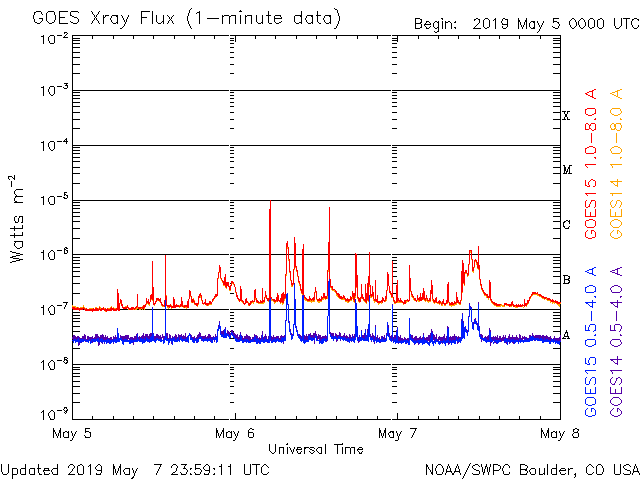 GOES Xray Flux (1-minute data)
Begin: 2019 May 5 0000 UTC
10⁻²
10⁻³
10⁻⁴
10⁻⁵
10⁻⁶
10⁻⁷
10⁻⁸
10⁻⁹
Watts m⁻²
X
M
C
B
A
GOES15 1.0-8.0 A
GOES14 1.0-8.0 A
GOES15 0.5-4.0 A
GOES14 0.5-4.0 A
May 5
May 6
May 7
May 8
Universal Time
Updated 2019 May 7 23:59:11 UTC
NOAA/SWPC Boulder, CO USA